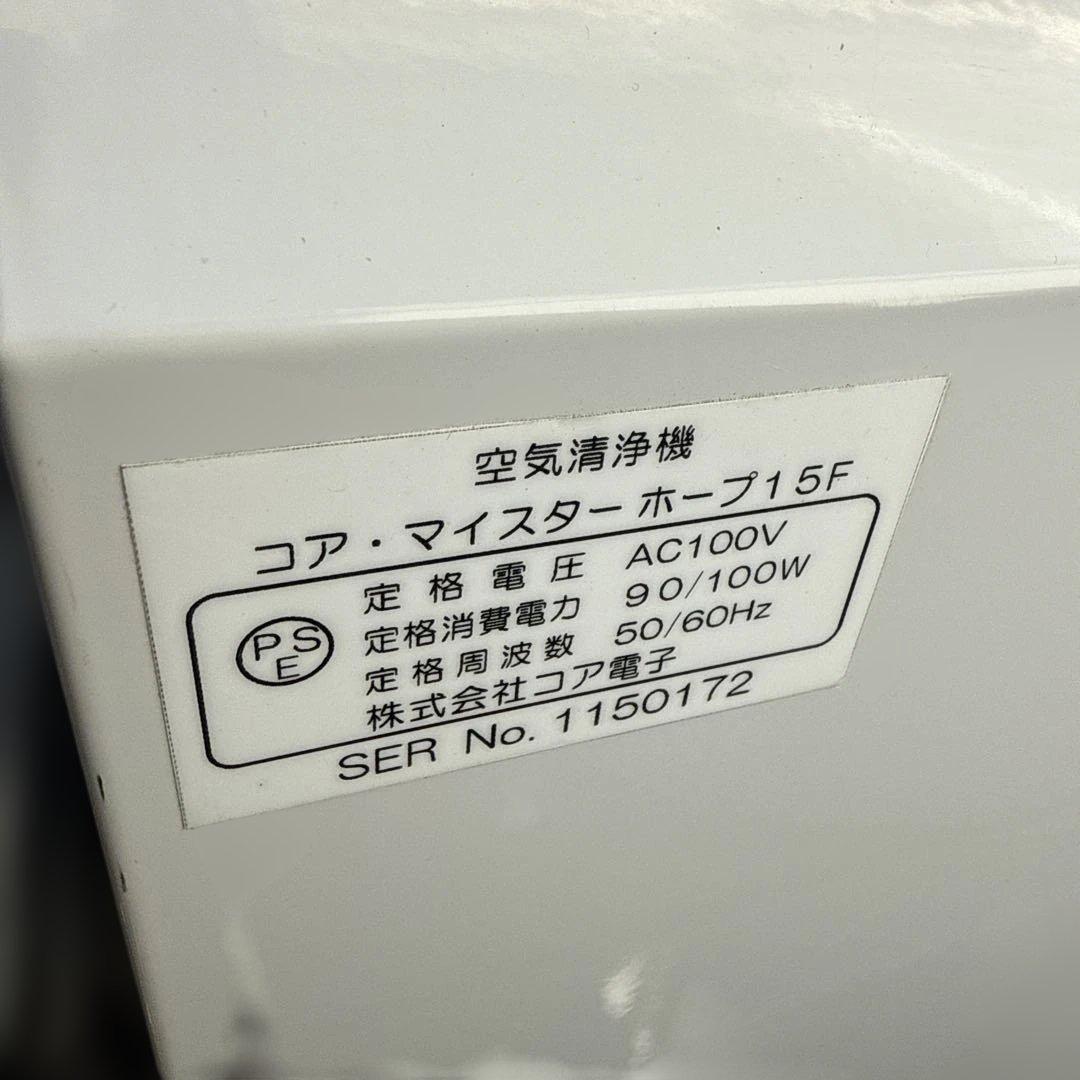 空気清浄機
コア・マイスター ホープ15F
PSE
定格電圧 AC100V
定格消費電力 90/100W
定格周波数 50/60Hz
株式会社コア電子
SER No. 1150172